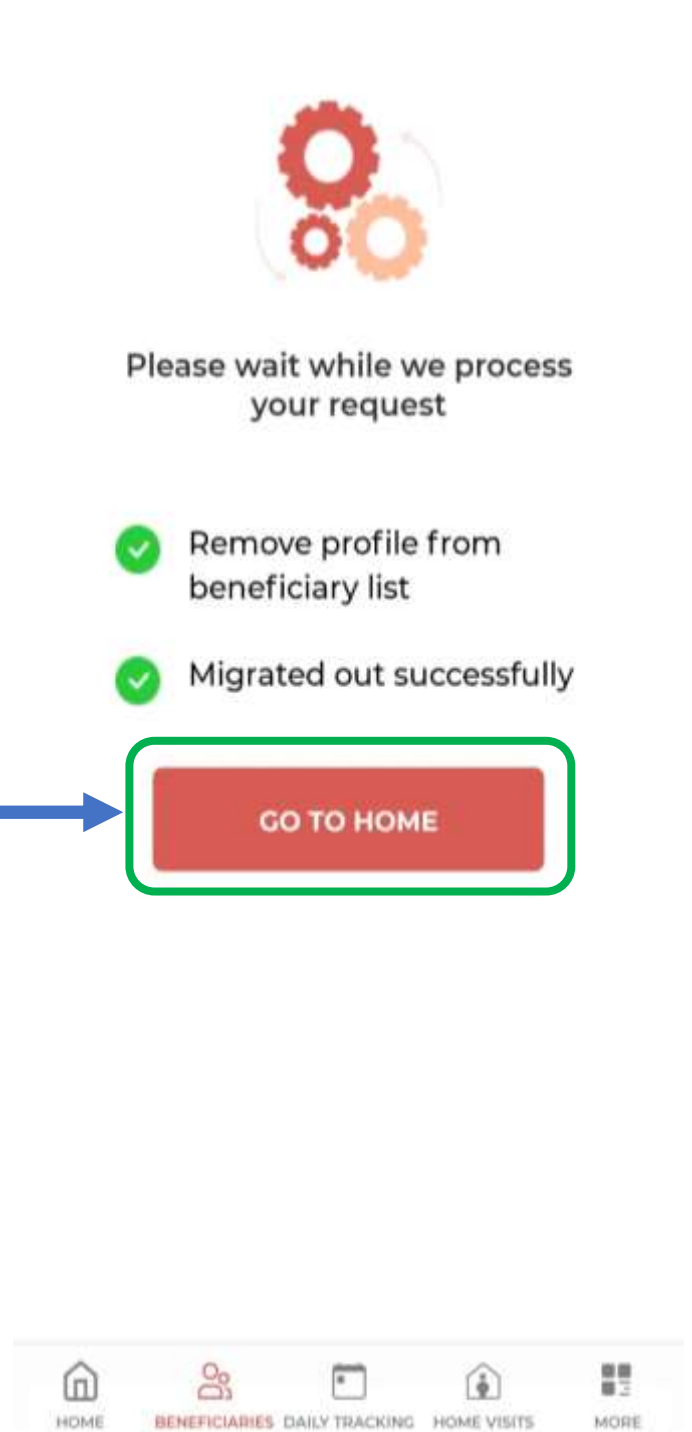 Please wait while we process
your request
Remove profile from
beneficiary list
Migrated out successfully
GO TO HOME
HOME BENEFICIARIES DAILY TRACKING HOME VISITS MORE